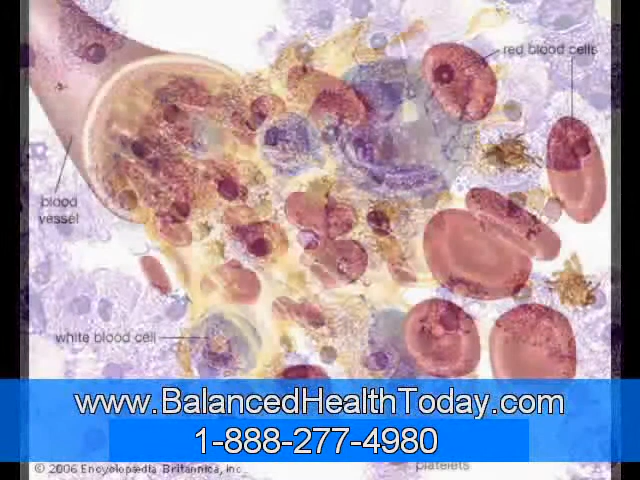 red blood cells
blood
vessel
white blood cell
www.BalancedHealthToday.com
1-888-277-4980
© 2006 Encyclopædia Britannica, Inc.
platelets